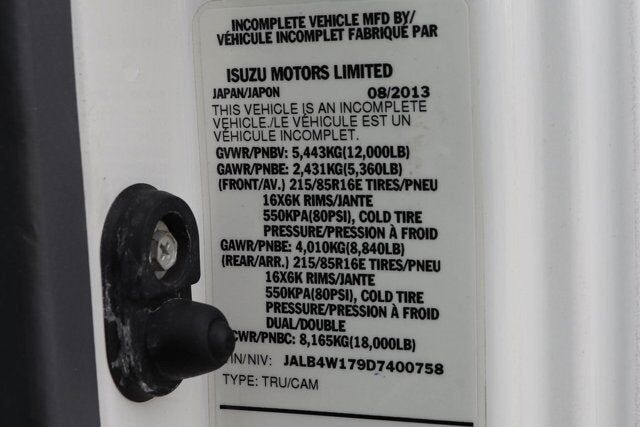 INCOMPLETE VEHICLE MFD BY/
VÉHICULE INCOMPLET FABRIQUÉ PAR
ISUZU MOTORS LIMITED
JAPAN/JAPON 08/2013
THIS VEHICLE IS AN INCOMPLETE
VEHICLE./LE VÉHICULE EST UN
VÉHICULE INCOMPLET.
GVWR/PNBV: 5,443KG(12,000LB)
GAWR/PNBE: 2,431KG(5,360LB)
(FRONT/AV.) 215/85R16E TIRES/PNEU
16X6K RIMS/JANTE
550KPA(80PSI), COLD TIRE
PRESSURE/PRESSION À FROID
GAWR/PNBE: 4,010KG(8,840LB)
(REAR/ARR.) 215/85R16E TIRES/PNEU
16X6K RIMS/JANTE
550KPA(80PSI), COLD TIRE
PRESSURE/PRESSION À FROID
DUAL/DOUBLE
CWR/PNBC: 8,165KG(18,000LB)
VIN/NIV: JALB4W179D7400758
TYPE: TRU/CAM